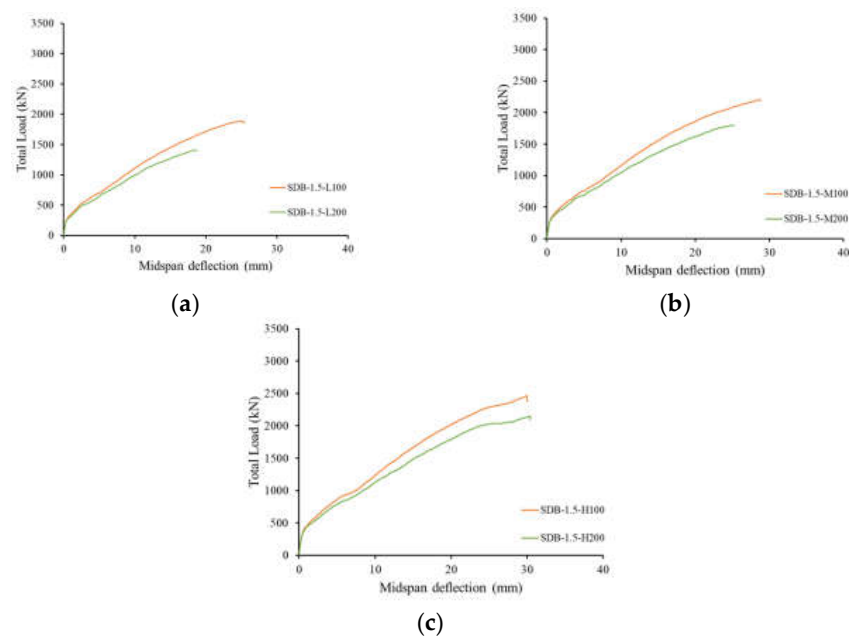 3500
3000
2500
2000
1500
1000
500
0
Total Load (kN)
SDB-1.5-L100
SDB-1.5-L200
0 10 20 30 40
Midspan deflection (mm)
(a)
3500
3000
2500
2000
1500
1000
500
0
Total Load (kN)
SDB-1.5-M100
SDB-1.5-M200
0 10 20 30 40
Midspan deflection (mm)
(b)
3500
3000
2500
2000
1500
1000
500
0
Total Load (kN)
SDB-1.5-H100
SDB-1.5-H200
0 10 20 30 40
Midspan deflection (mm)
(c)